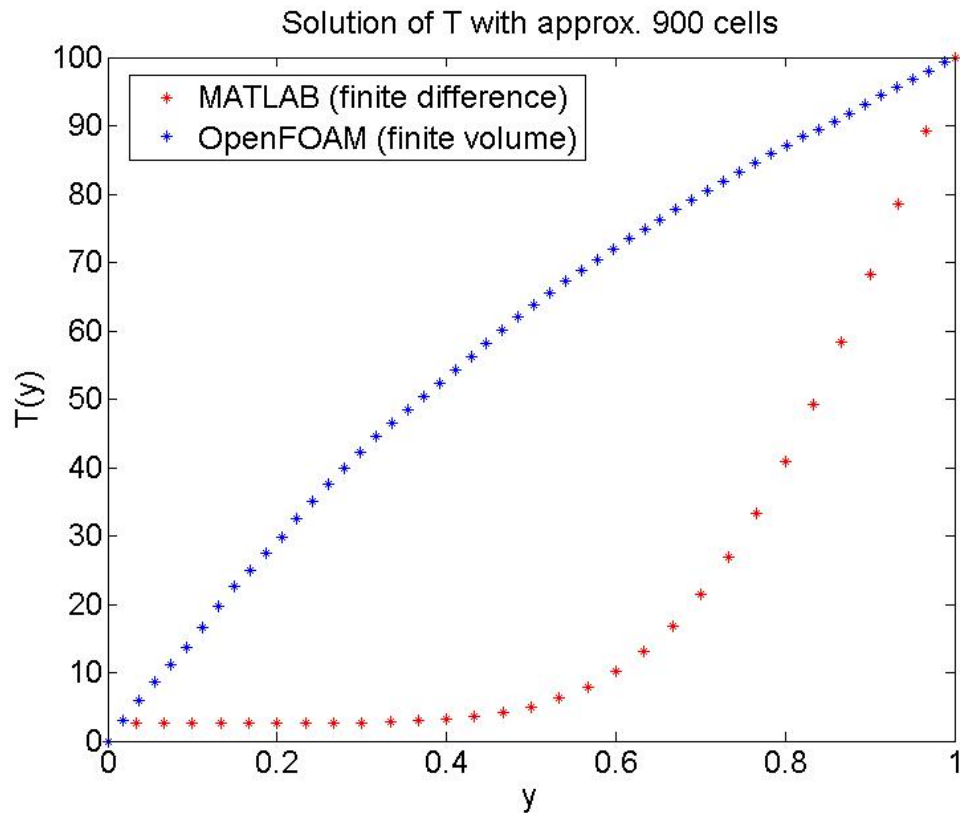 Solution of T with approx. 900 cells
MATLAB (finite difference)
OpenFOAM (finite volume)
100
90
80
70
60
50
40
30
20
10
0
T(y)
0 0.2 0.4 0.6 0.8 1
y